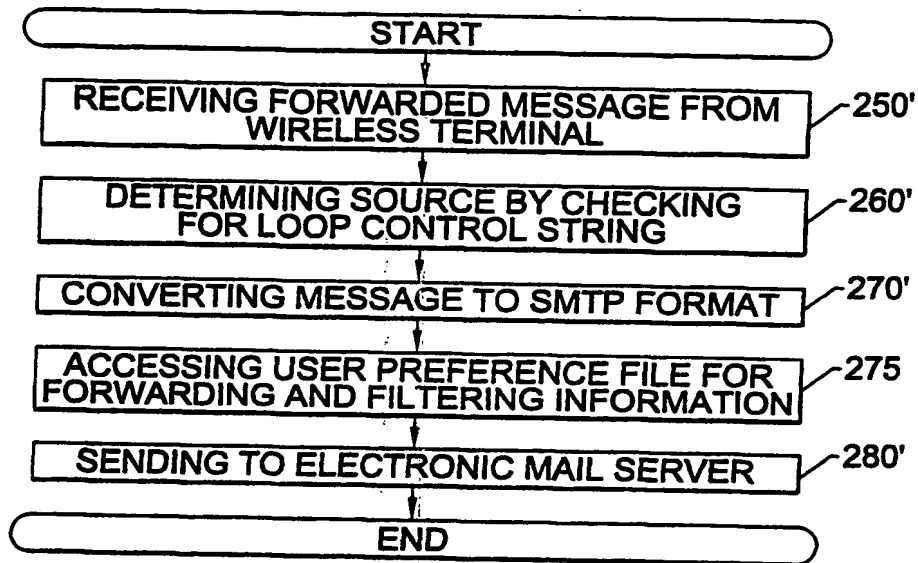 START
RECEIVING FORWARDED MESSAGE FROM
WIRELESS TERMINAL
250'
DETERMINING SOURCE BY CHECKING
FOR LOOP CONTROL STRING
260'
CONVERTING MESSAGE TO SMTP FORMAT
270'
ACCESSING USER PREFERENCE FILE FOR
FORWARDING AND FILTERING INFORMATION
275
SENDING TO ELECTRONIC MAIL SERVER
280'
END